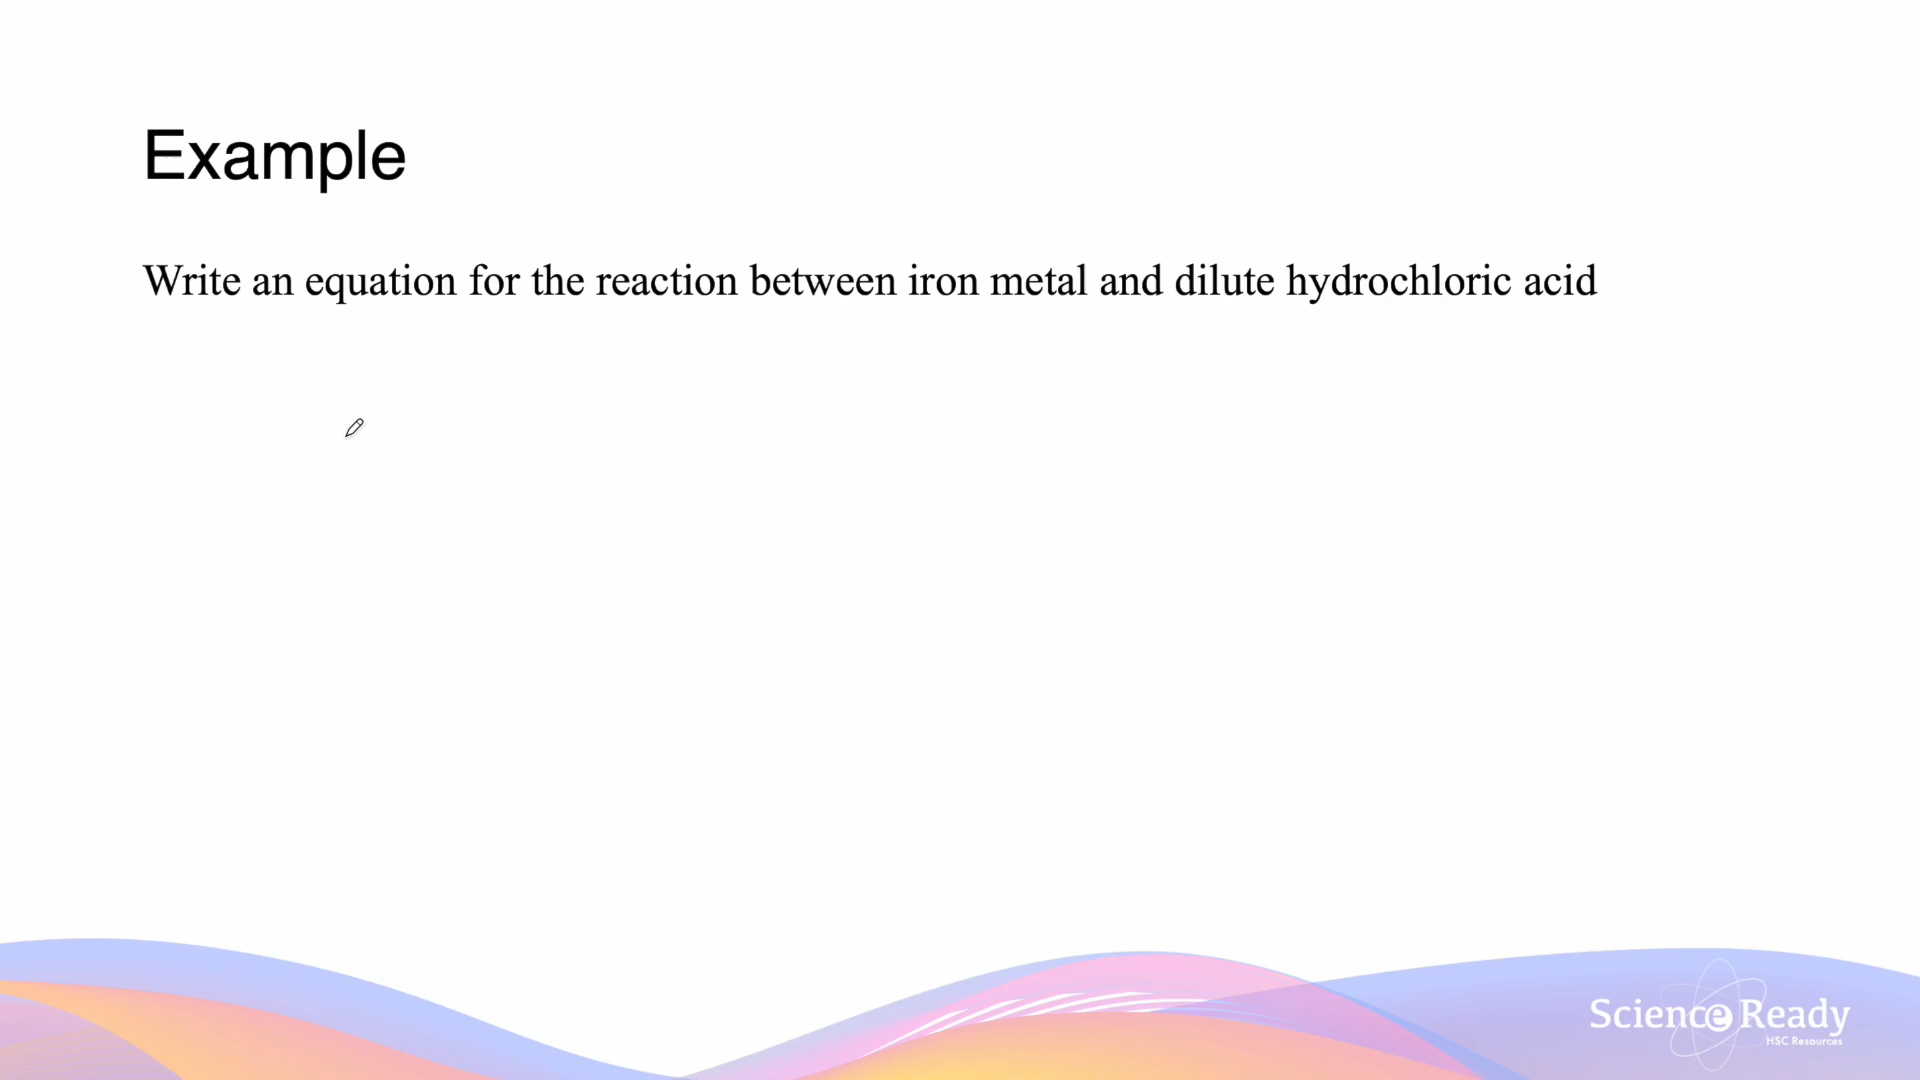 Example
Write an equation for the reaction between iron metal and dilute hydrochloric acid
Science Ready
HSC Resources